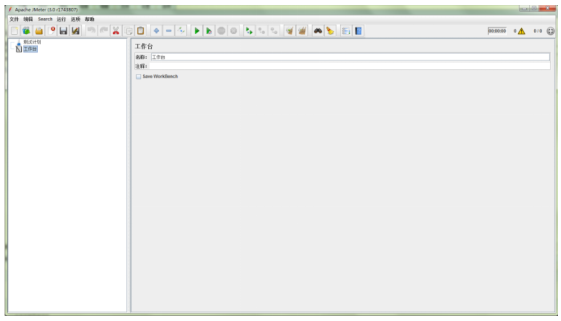 Apache JMeter (3.0 r1743807)
文件 编辑 Search 运行 选项 帮助
00:00:00 0 0 / 0
测试计划
工作台
工作台
名称： 工作台
注释：
Save WorkBench